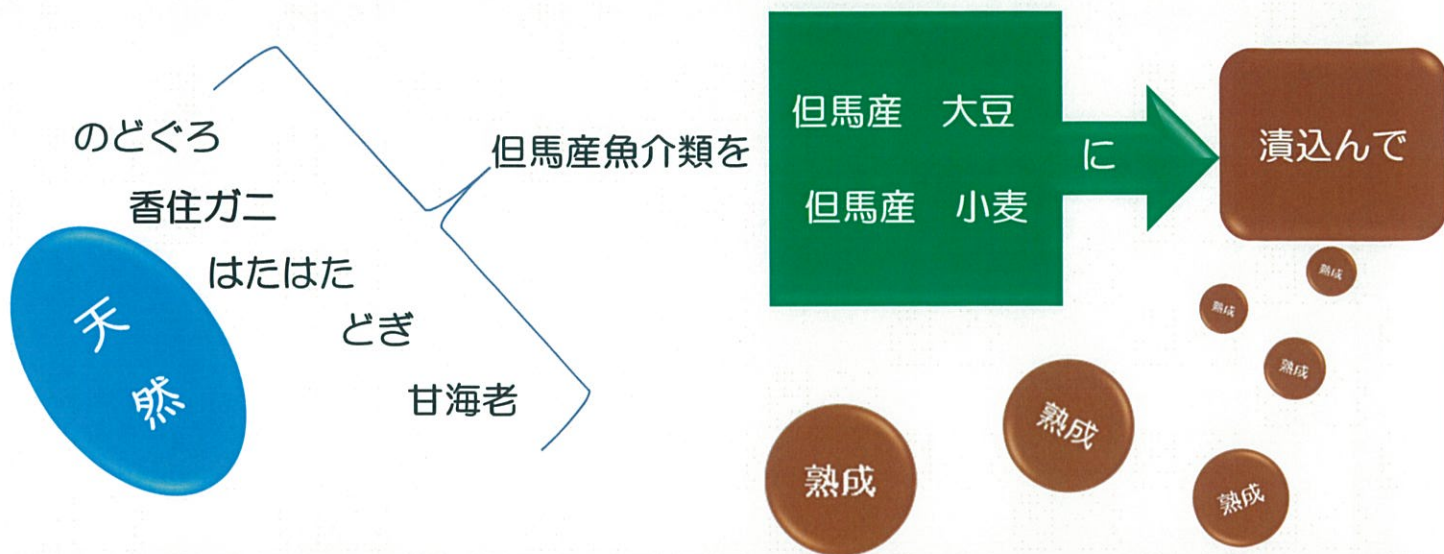 のどぐろ
香住ガニ
はたはた
どぎ
甘海老
天然
但馬産魚介類を
但馬産　大豆
但馬産　小麦
に
漬込んで
熟成
熟成
熟成
熟成
熟成
熟成